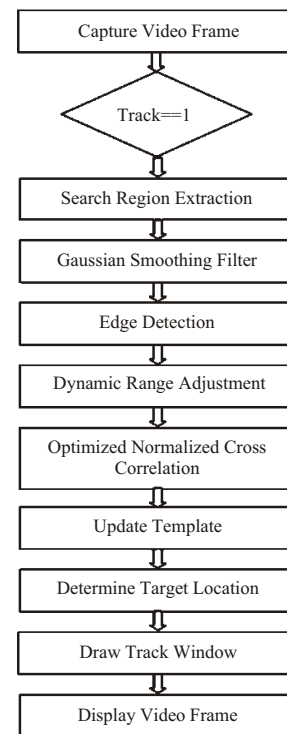 Capture Video Frame
Track==1
Search Region Extraction
Gaussian Smoothing Filter
Edge Detection
Dynamic Range Adjustment
Optimized Normalized Cross
Correlation
Update Template
Determine Target Location
Draw Track Window
Display Video Frame